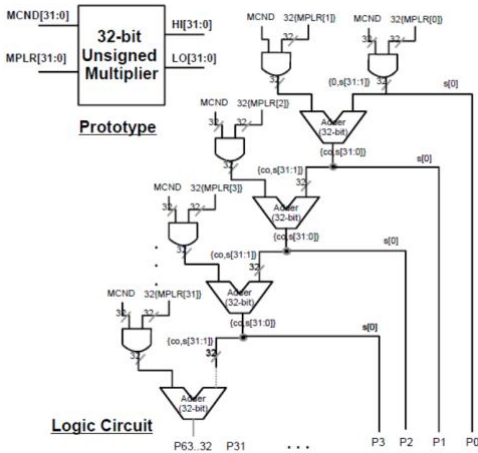 MCND[31:0]
MPLR[31:0]
32-bit
Unsigned
Multiplier
HI[31:0]
LO[31:0]
Prototype
MCND 32{MPLR[1]}
32 32
32
MCND 32{MPLR[0]}
32 32
32
{0,s[31:1]} s[0]
Adder
(32-bit)
{co,s[31:0]}
s[0]
MCND 32{MPLR[2]}
32 32
32
{co,s[31:1]}
32
Adder
(32-bit)
{co,s[31:0]}
s[0]
MCND 32{MPLR[3]}
32 32
32
{co,s[31:1]}
32
Adder
(32-bit)
{co,s[31:0]}
s[0]
MCND 32{MPLR[31]}
32 32
32
{co,s[31:1]}
32
Adder
(32-bit)
Logic Circuit
P63..32 P31 . . . P3 P2 P1 P0